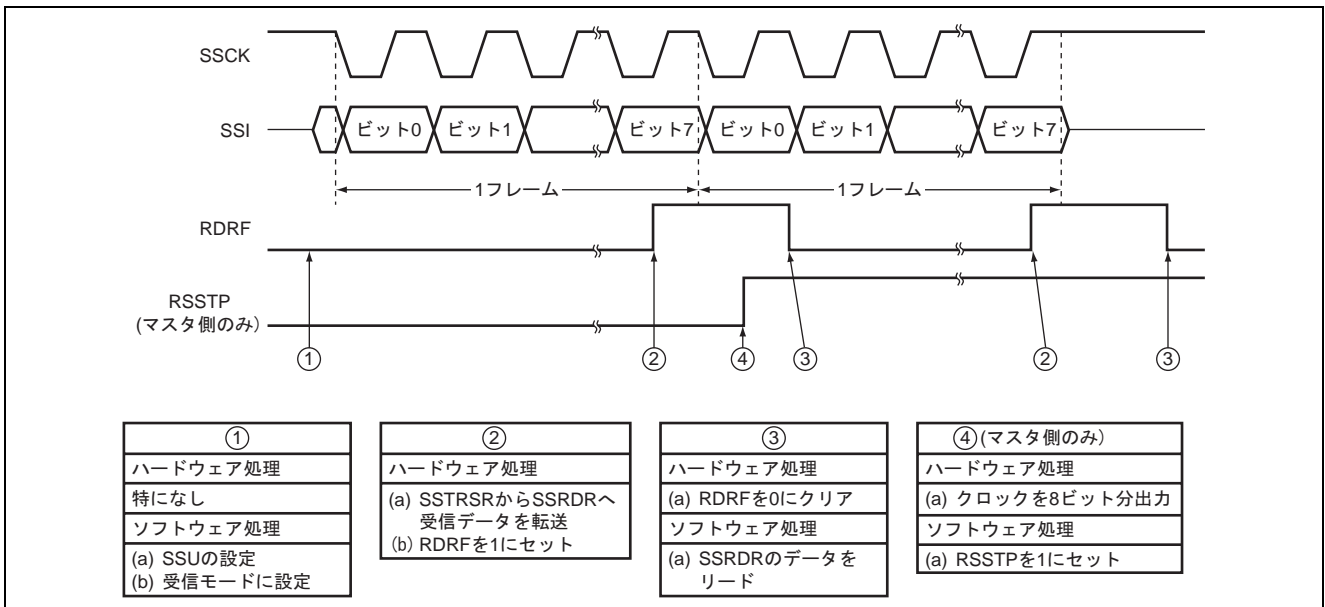 SSCK
SSI
ビット0
ビット1
ビット7
ビット0
ビット1
ビット7
1フレーム
1フレーム
RDRF
RSSTP
(マスタ側のみ)
①
②
④
③
②
③
①
ハードウェア処理
特になし
ソフトウェア処理
(a) SSUの設定
(b) 受信モードに設定
②
ハードウェア処理
(a) SSTRSRからSSRDRへ
受信データを転送
(b) RDRFを1にセット
③
ハードウェア処理
(a) RDRFを0にクリア
ソフトウェア処理
(a) SSRDRのデータを
リード
④(マスタ側のみ)
ハードウェア処理
(a) クロックを8ビット分出力
ソフトウェア処理
(a) RSSTPを1にセット